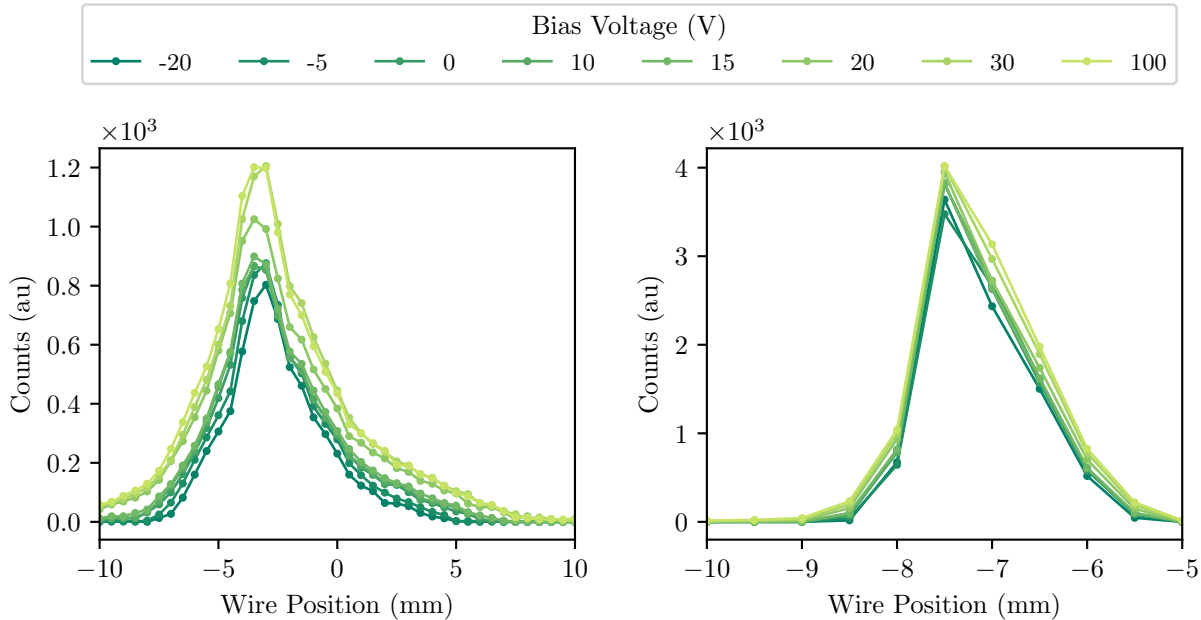 Bias Voltage (V)
-20 -5 0 10 15 20 30 100
×10³ ×10³
1.2
1.0
0.8
0.6
0.4
0.2
0.0
Counts (au)
−10 −5 0 5 10
Wire Position (mm)
4
3
2
1
0
Counts (au)
−10 −9 −8 −7 −6 −5
Wire Position (mm)